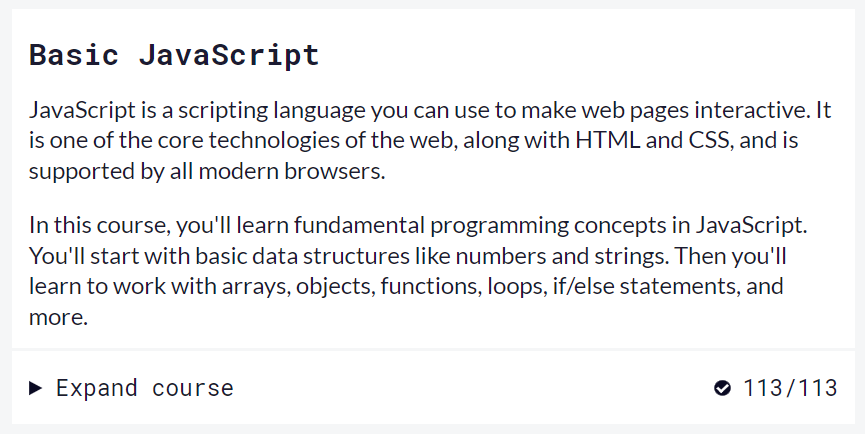 Basic JavaScript
JavaScript is a scripting language you can use to make web pages interactive. It
is one of the core technologies of the web, along with HTML and CSS, and is
supported by all modern browsers.
In this course, you'll learn fundamental programming concepts in JavaScript.
You'll start with basic data structures like numbers and strings. Then you'll
learn to work with arrays, objects, functions, loops, if/else statements, and
more.
Expand course 113/113